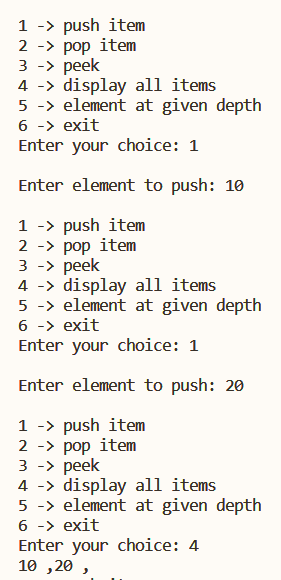 1 -> push item
2 -> pop item
3 -> peek
4 -> display all items
5 -> element at given depth
6 -> exit
Enter your choice: 1
Enter element to push: 10
1 -> push item
2 -> pop item
3 -> peek
4 -> display all items
5 -> element at given depth
6 -> exit
Enter your choice: 1
Enter element to push: 20
1 -> push item
2 -> pop item
3 -> peek
4 -> display all items
5 -> element at given depth
6 -> exit
Enter your choice: 4
10 ,20 ,